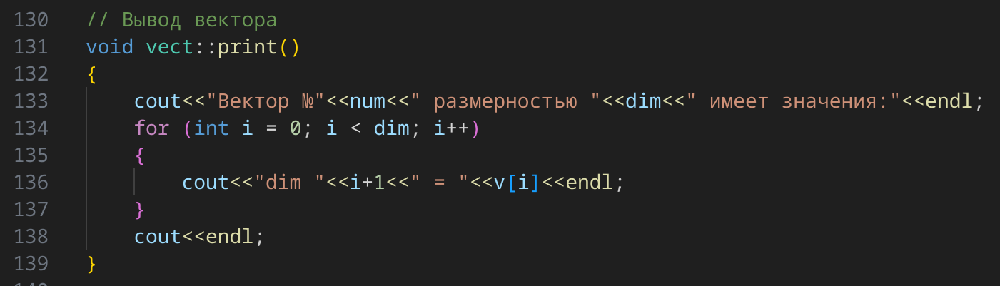 130 // Вывод вектора
131 void vect::print()
132 {
133     cout<<"Вектор №"<<num<<" размерностью "<<dim<<" имеет значения:"<<endl;
134     for (int i = 0; i < dim; i++)
135     {
136         cout<<"dim "<<i+1<<" = "<<v[i]<<endl;
137     }
138     cout<<endl;
139 }